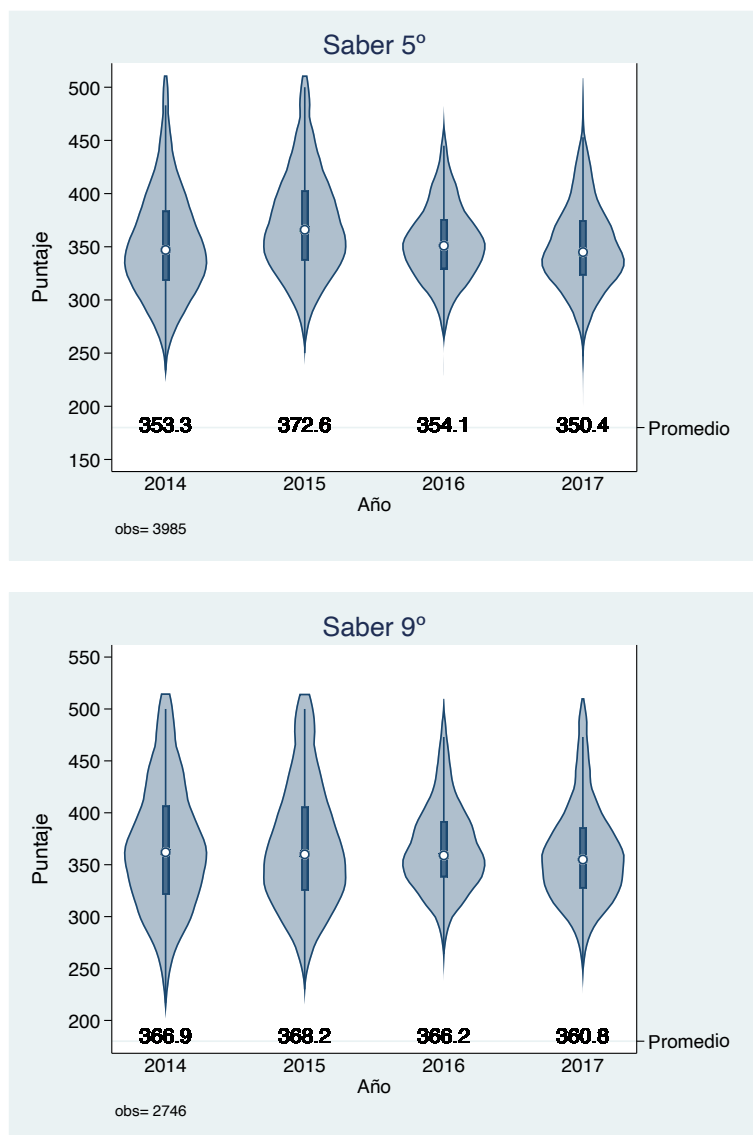 Saber 5º
500
450
400
350
300
250
200
150
Puntaje
353.3 372.6 354.1 350.4
Promedio
2014 2015 2016 2017
Año
obs= 3985
Saber 9º
550
500
450
400
350
300
250
200
Puntaje
366.9 368.2 366.2 360.8
Promedio
2014 2015 2016 2017
Año
obs= 2746